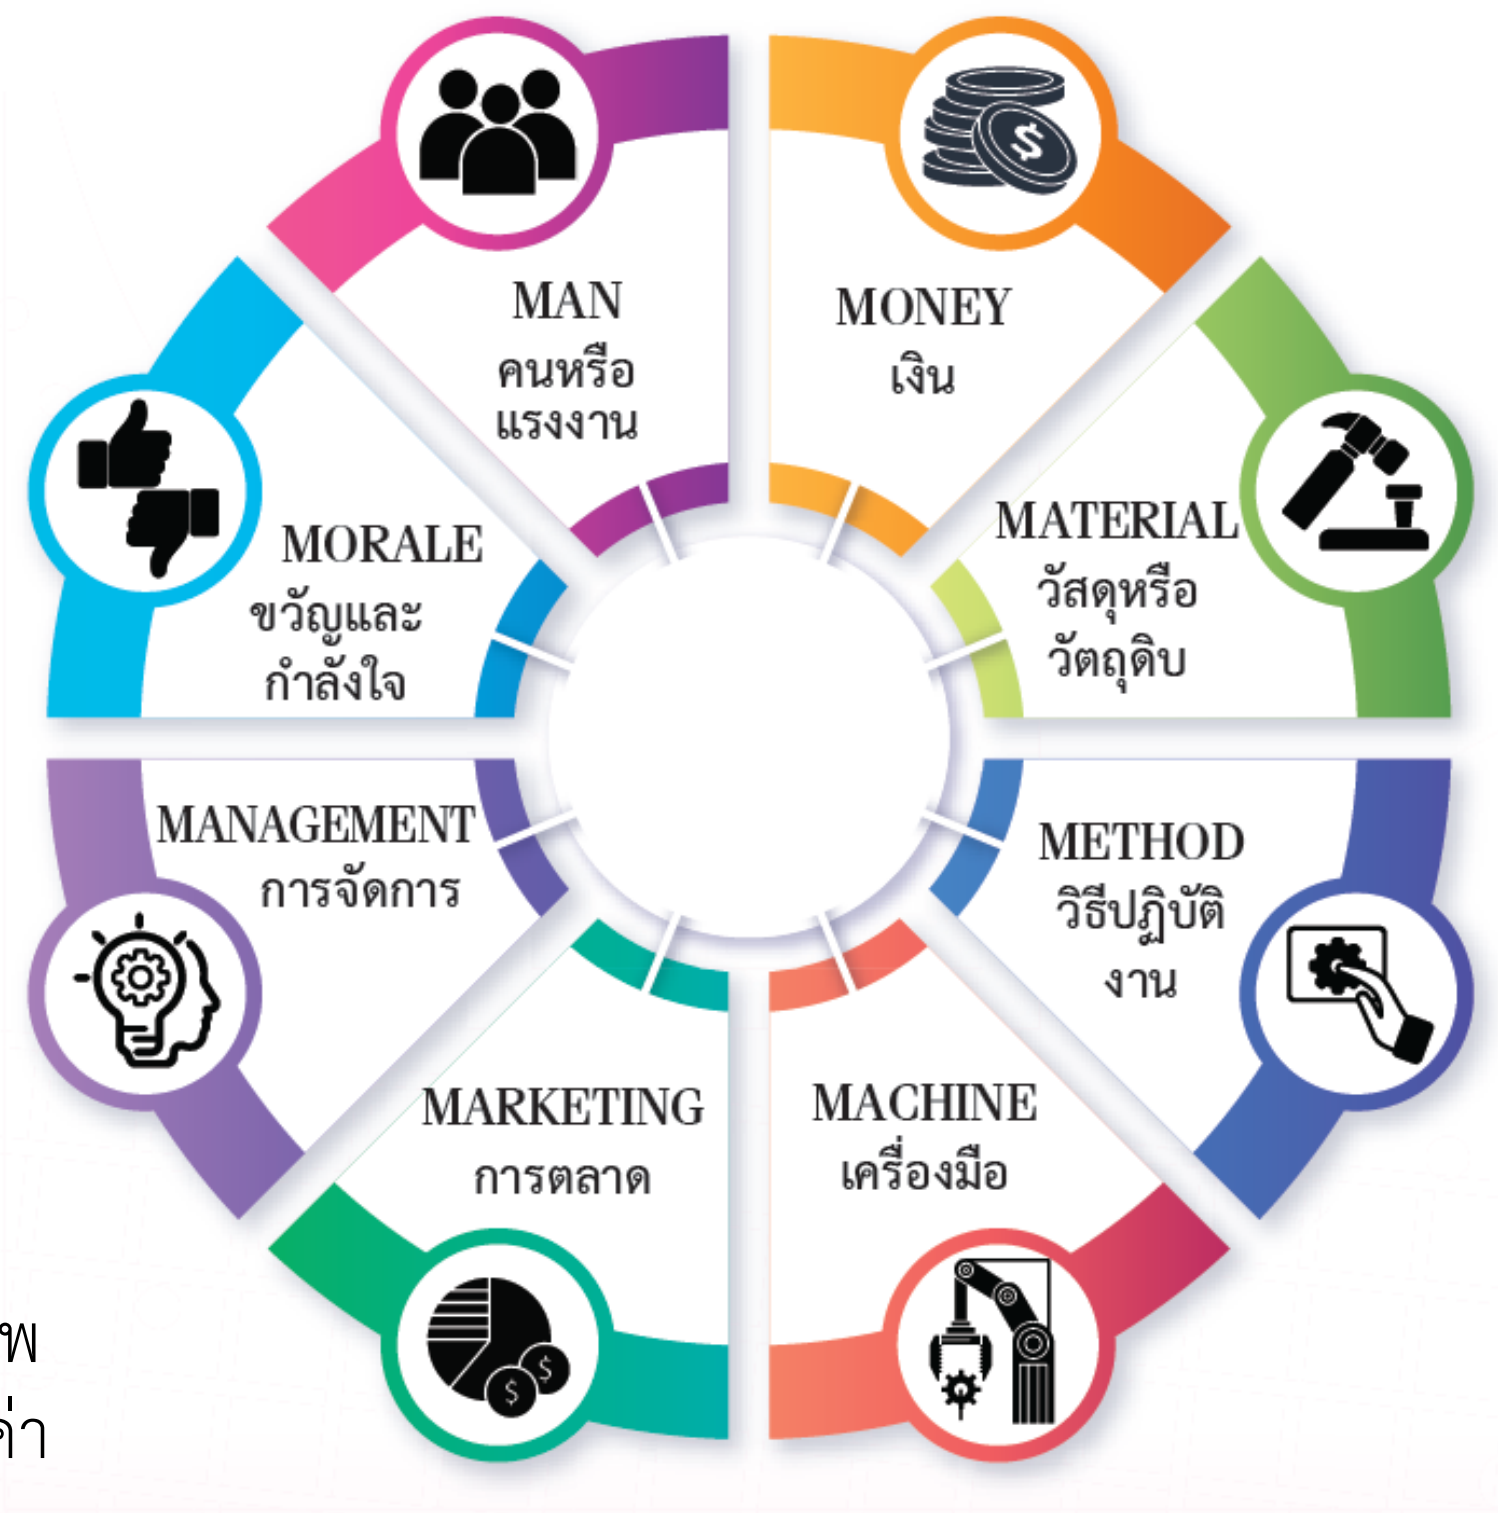 MAN
คนหรือ
แรงงาน
MONEY
เงิน
MATERIAL
วัสดุหรือ
วัตถุดิบ
METHOD
วิธีปฏิบัติ
งาน
MACHINE
เครื่องมือ
MARKETING
การตลาด
MANAGEMENT
การจัดการ
MORALE
ขวัญและ
กำลังใจ
$
$
$